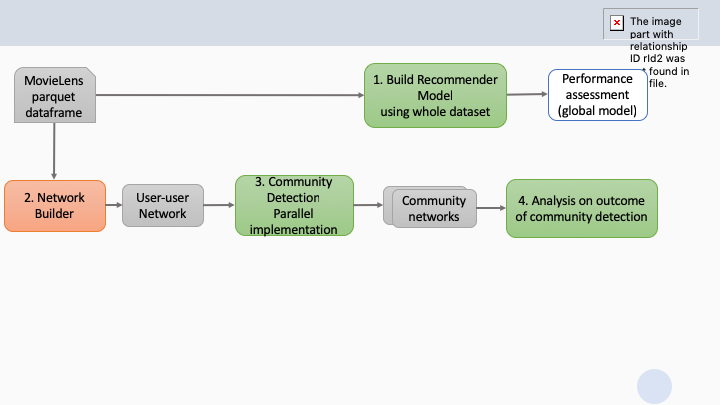 The image
part with
relationship
ID rId2 was
found in
file.
MovieLens
parquet
dataframe
1. Build Recommender
Model
using whole dataset
Performance
assessment
(global model)
2. Network
Builder
User-user
Network
3. Community
Detection
Parallel
implementation
Community
networks
4. Analysis on outcome
of community detection